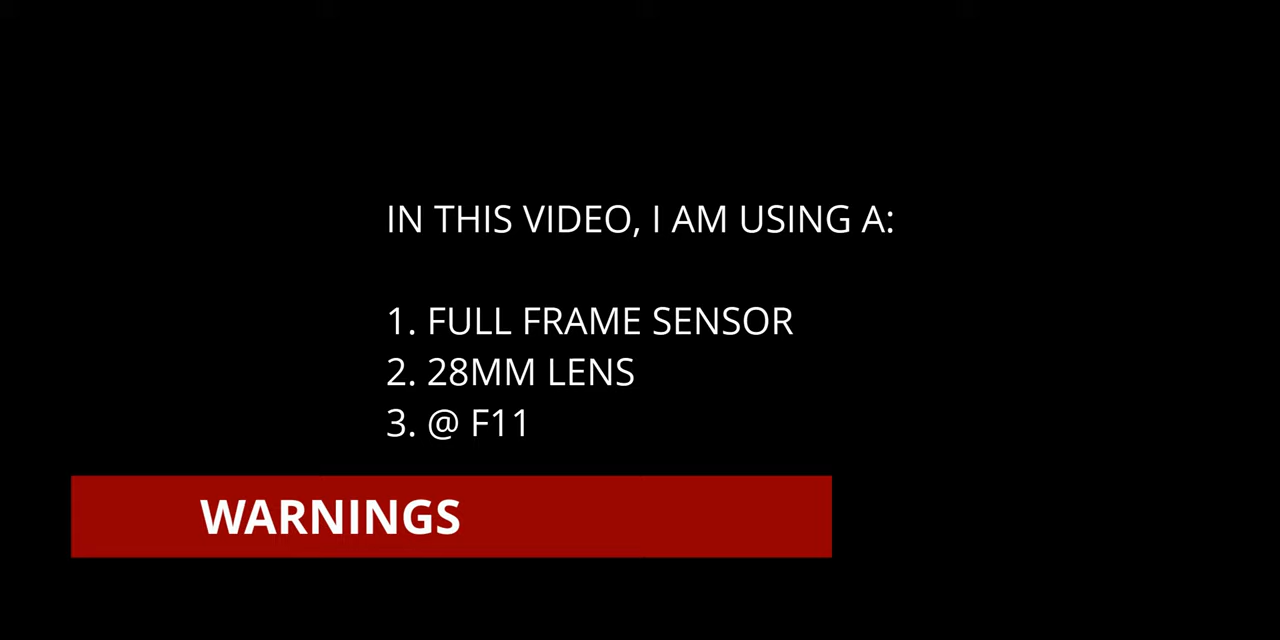 IN THIS VIDEO, I AM USING A:
1. FULL FRAME SENSOR
2. 28MM LENS
3. @ F11
WARNINGS